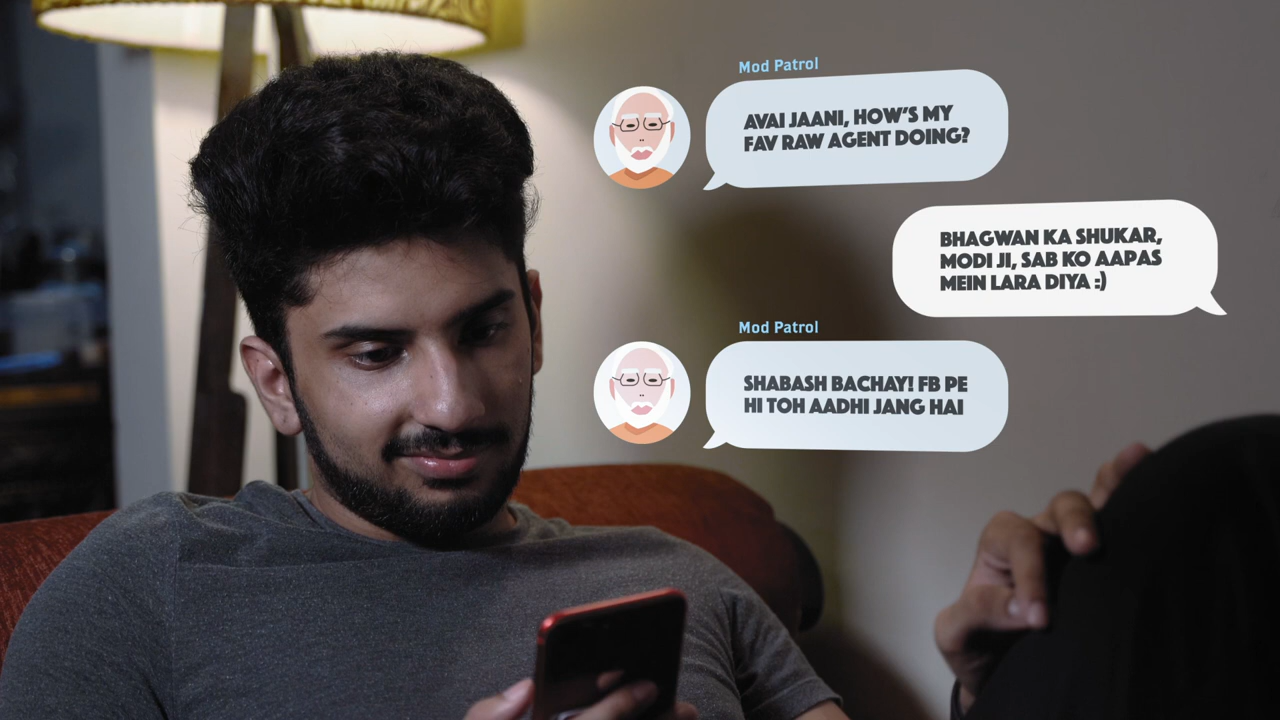 Mod Patrol
AVAI JAANI, HOW'S MY
FAV RAW AGENT DOING?
BHAGWAN KA SHUKAR,
MODI JI, SAB KO AAPAS
MEIN LARA DIYA :)
Mod Patrol
SHABASH BACHAY! FB PE
HI TOH AADHI JANG HAI